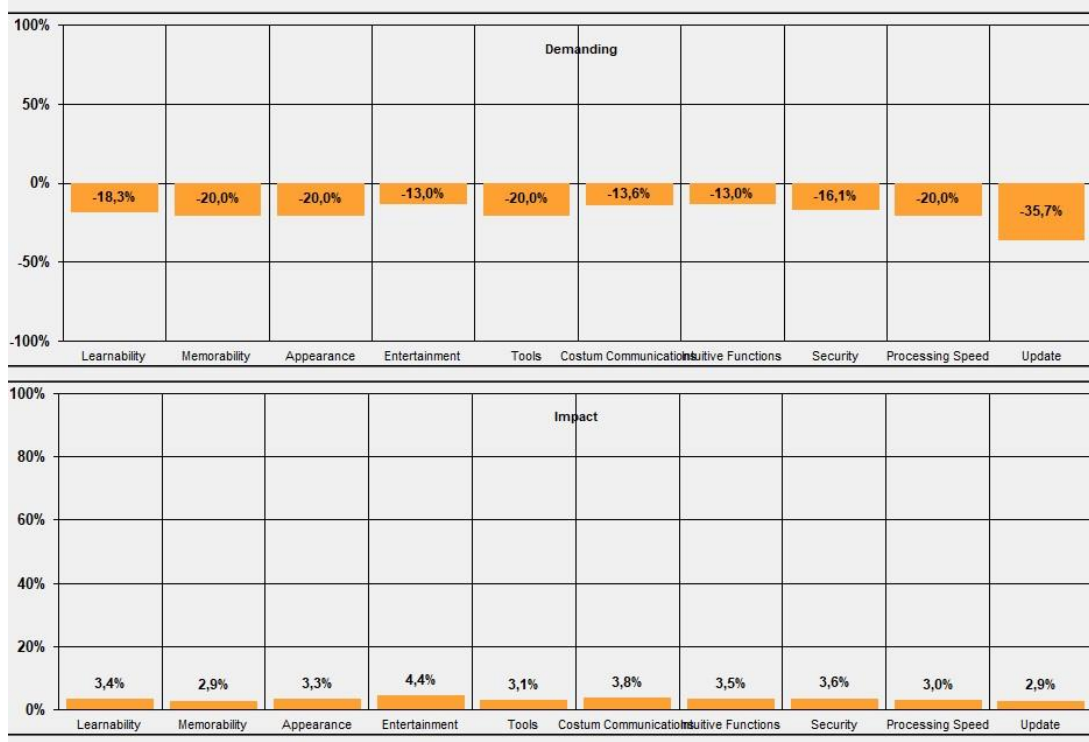 Demanding
100%
50%
0%
-50%
-100%
-18,3% -20,0% -20,0% -13,0% -20,0% -13,6% -13,0% -16,1% -20,0% -35,7%
Learnability Memorability Appearance Entertainment Tools Costum Communications Intuitive Functions Security Processing Speed Update
Impact
100%
80%
60%
40%
20%
0%
3,4% 2,9% 3,3% 4,4% 3,1% 3,8% 3,5% 3,6% 3,0% 2,9%
Learnability Memorability Appearance Entertainment Tools Costum Communications Intuitive Functions Security Processing Speed Update